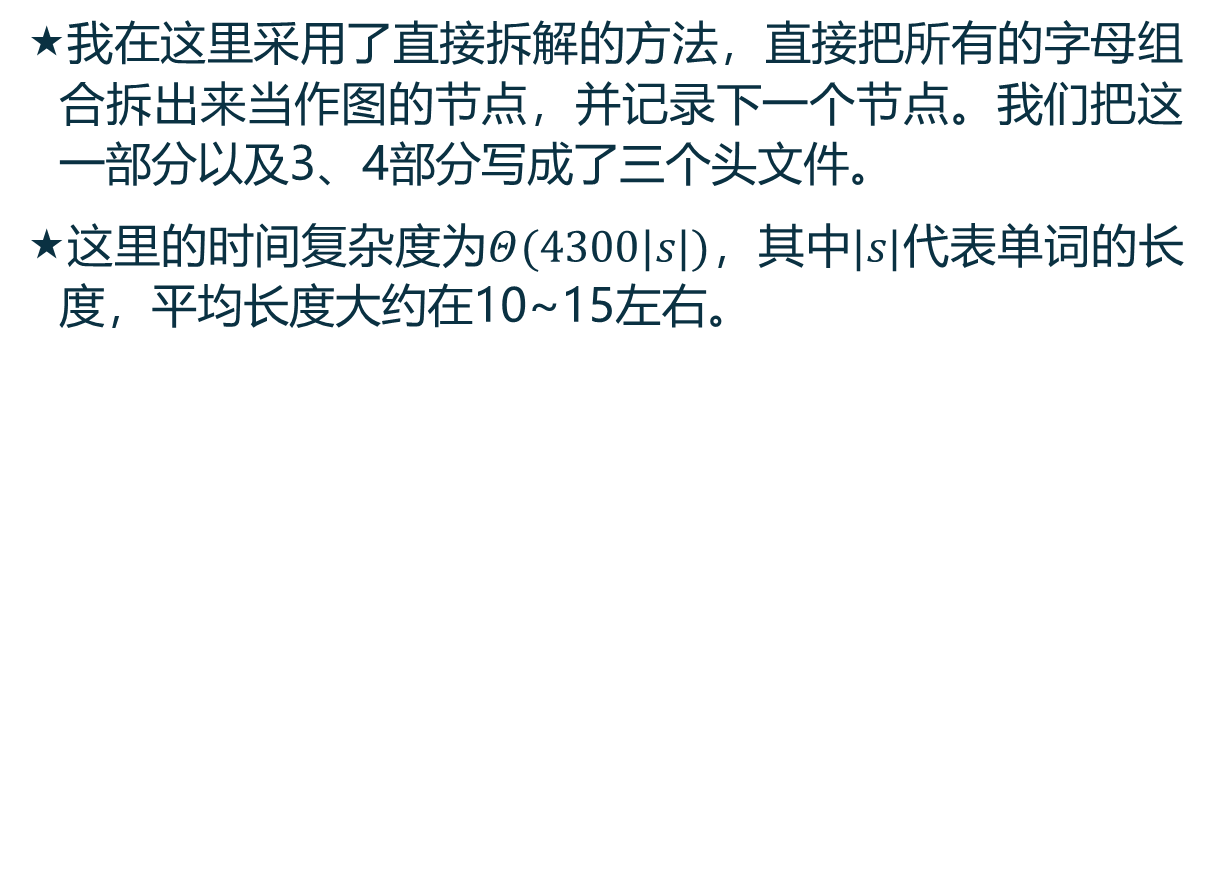 ★我在这里采用了直接拆解的方法，直接把所有的字母组
合拆出来当作图的节点，并记录下一个节点。我们把这
一部分以及3、4部分写成了三个头文件。
★这里的时间复杂度为Θ(4300|s|)，其中|s|代表单词的长
度，平均长度大约在10~15左右。